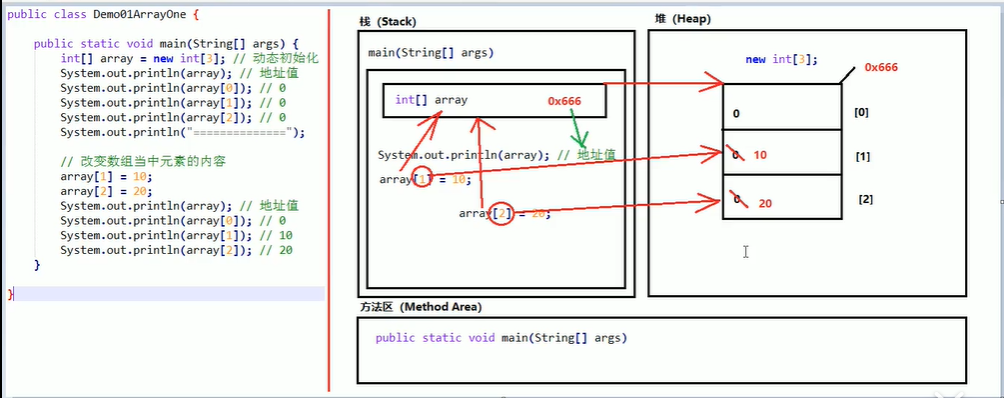 public class Demo01ArrayOne {
public static void main(String[] args) {
int[] array = new int[3]; // 动态初始化
System.out.println(array); // 地址值
System.out.println(array[0]); // 0
System.out.println(array[1]); // 0
System.out.println(array[2]); // 0
System.out.println("==============");
// 改变数组当中元素的内容
array[1] = 10;
array[2] = 20;
System.out.println(array); // 地址值
System.out.println(array[0]); // 0
System.out.println(array[1]); // 10
System.out.println(array[2]); // 20
}
}
栈（Stack）
main(String[] args)
int[] array 0x666
System.out.println(array); // 地址值
array[1] = 10;
array[2] = 20;
堆（Heap）
new int[3];
0x666
0 [0]
0 10 [1]
0 20 [2]
方法区（Method Area）
public static void main(String[] args)